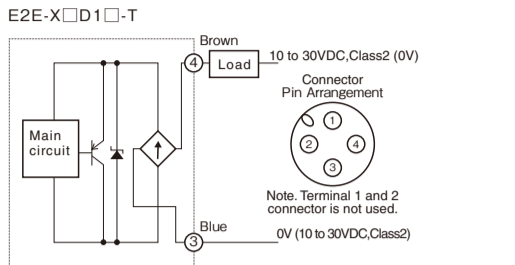 E2E-X□D1□-T
Brown
4
Load
10 to 30VDC,Class2 (0V)
Connector
Pin Arrangement
1
2
4
3
Main
circuit
Note. Terminal 1 and 2
connector is not used.
Blue
3
0V (10 to 30VDC,Class2)